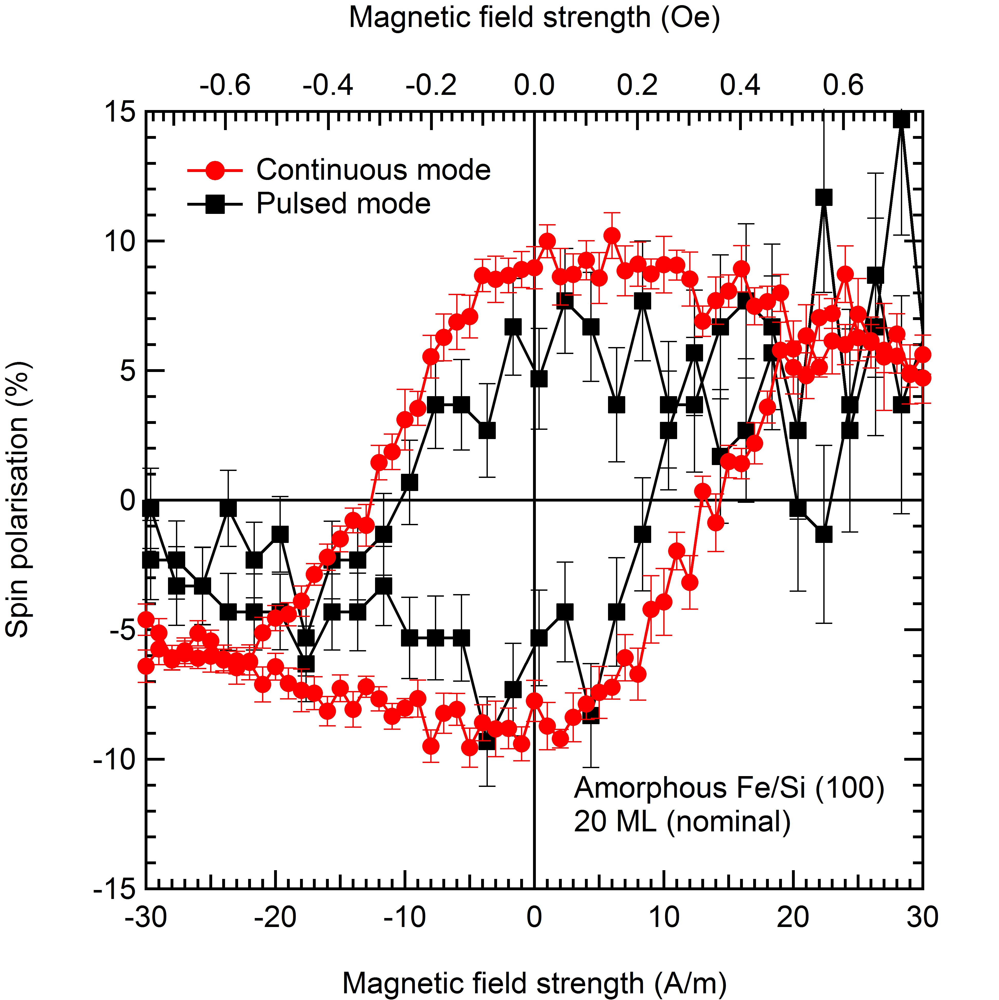 Magnetic field strength (Oe)
-0.6 -0.4 -0.2 0.0 0.2 0.4 0.6
15
Continuous mode
Pulsed mode
10
5
0
-5
-10
-15
Spin polarisation (%)
Amorphous Fe/Si (100)
20 ML (nominal)
-30 -20 -10 0 10 20 30
Magnetic field strength (A/m)